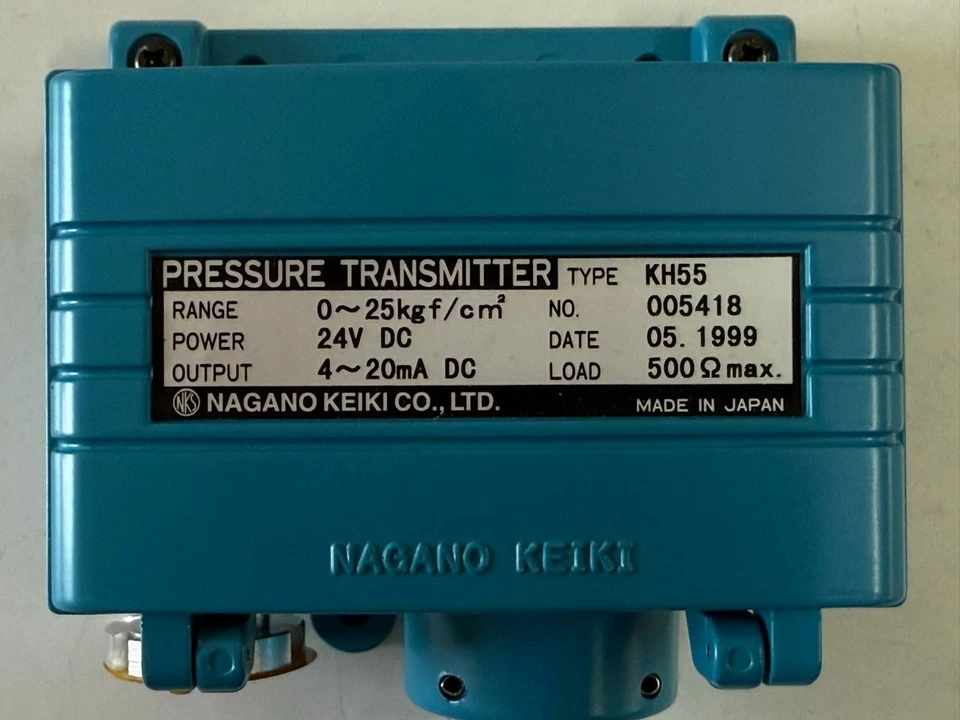 PRESSURE TRANSMITTER TYPE KH55
RANGE 0～25kgf/cm² NO. 005418
POWER 24V DC DATE 05. 1999
OUTPUT 4～20mA DC LOAD 500Ω max.
NKS NAGANO KEIKI CO., LTD. MADE IN JAPAN
NAGANO KEIKI